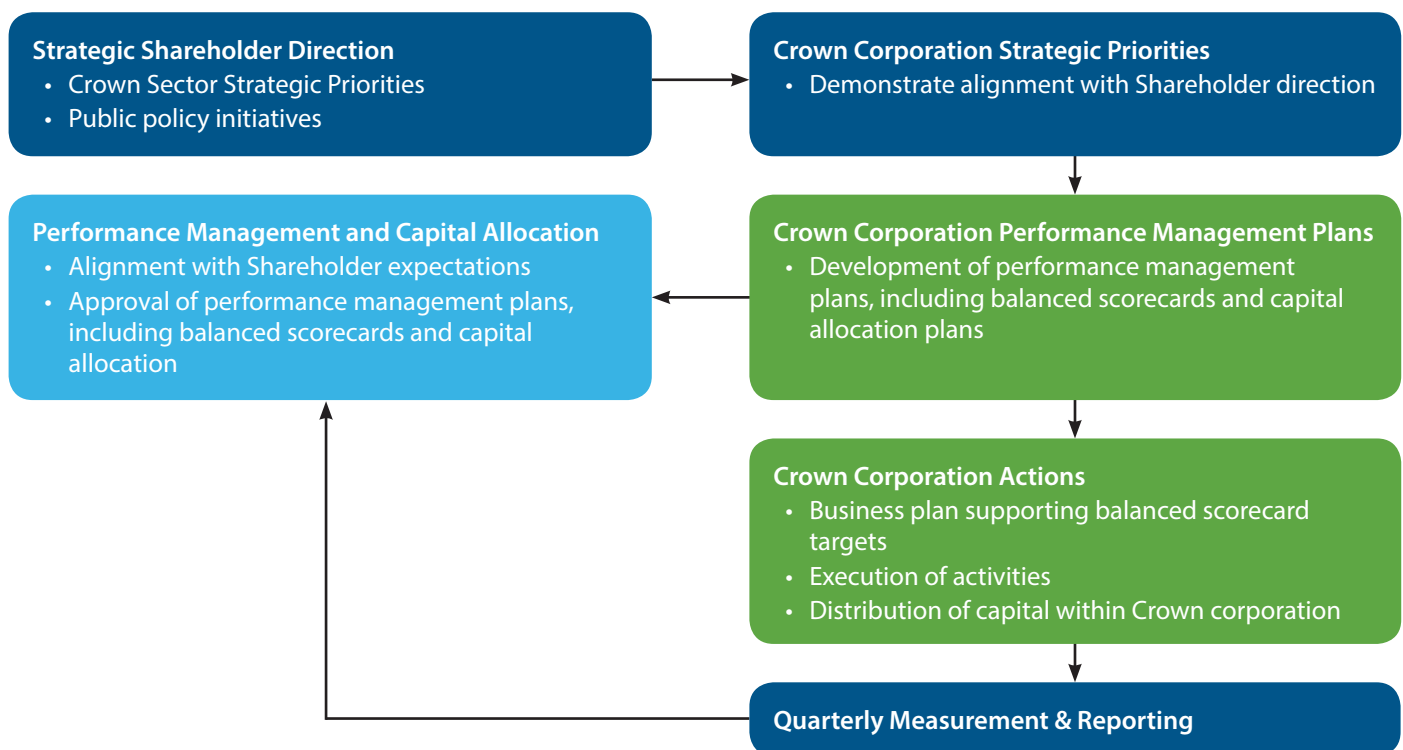 Strategic Shareholder Direction
• Crown Sector Strategic Priorities
• Public policy initiatives
Crown Corporation Strategic Priorities
• Demonstrate alignment with Shareholder direction
Performance Management and Capital Allocation
• Alignment with Shareholder expectations
• Approval of performance management plans,
including balanced scorecards and capital
allocation
Crown Corporation Performance Management Plans
• Development of performance management
plans, including balanced scorecards and capital
allocation plans
Crown Corporation Actions
• Business plan supporting balanced scorecard
targets
• Execution of activities
• Distribution of capital within Crown corporation
Quarterly Measurement & Reporting